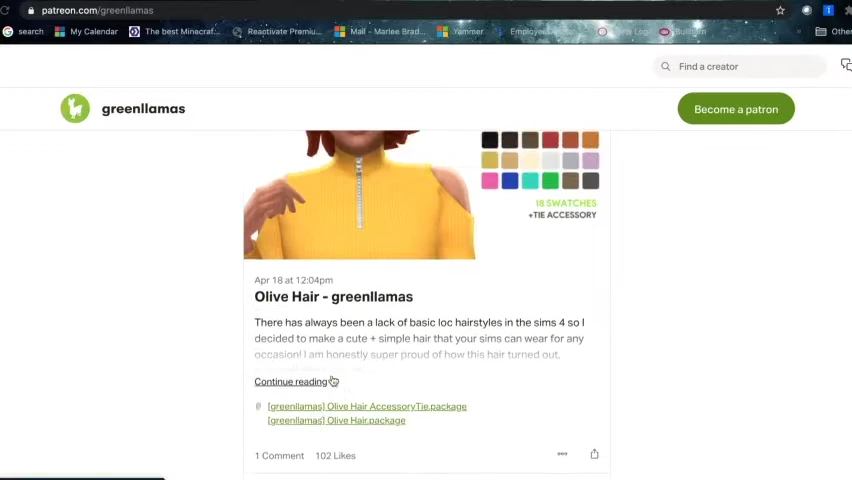 patreon.com/greenllamas
search
My Calendar
The best Minecraf...
Reactivate Premiu...
Mail - Marlee Brad...
Yammer
Other
Find a creator
greenllamas
Become a patron
18 SWATCHES
+TIE ACCESSORY
Apr 18 at 12:04pm
Olive Hair - greenllamas
There has always been a lack of basic loc hairstyles in the sims 4 so I
decided to make a cute + simple hair that your sims can wear for any
occasion! I am honestly super proud of how this hair turned out,
Continue reading
[greenllamas] Olive Hair AccessoryTie.package
[greenllamas] Olive Hair.package
1 Comment
102 Likes